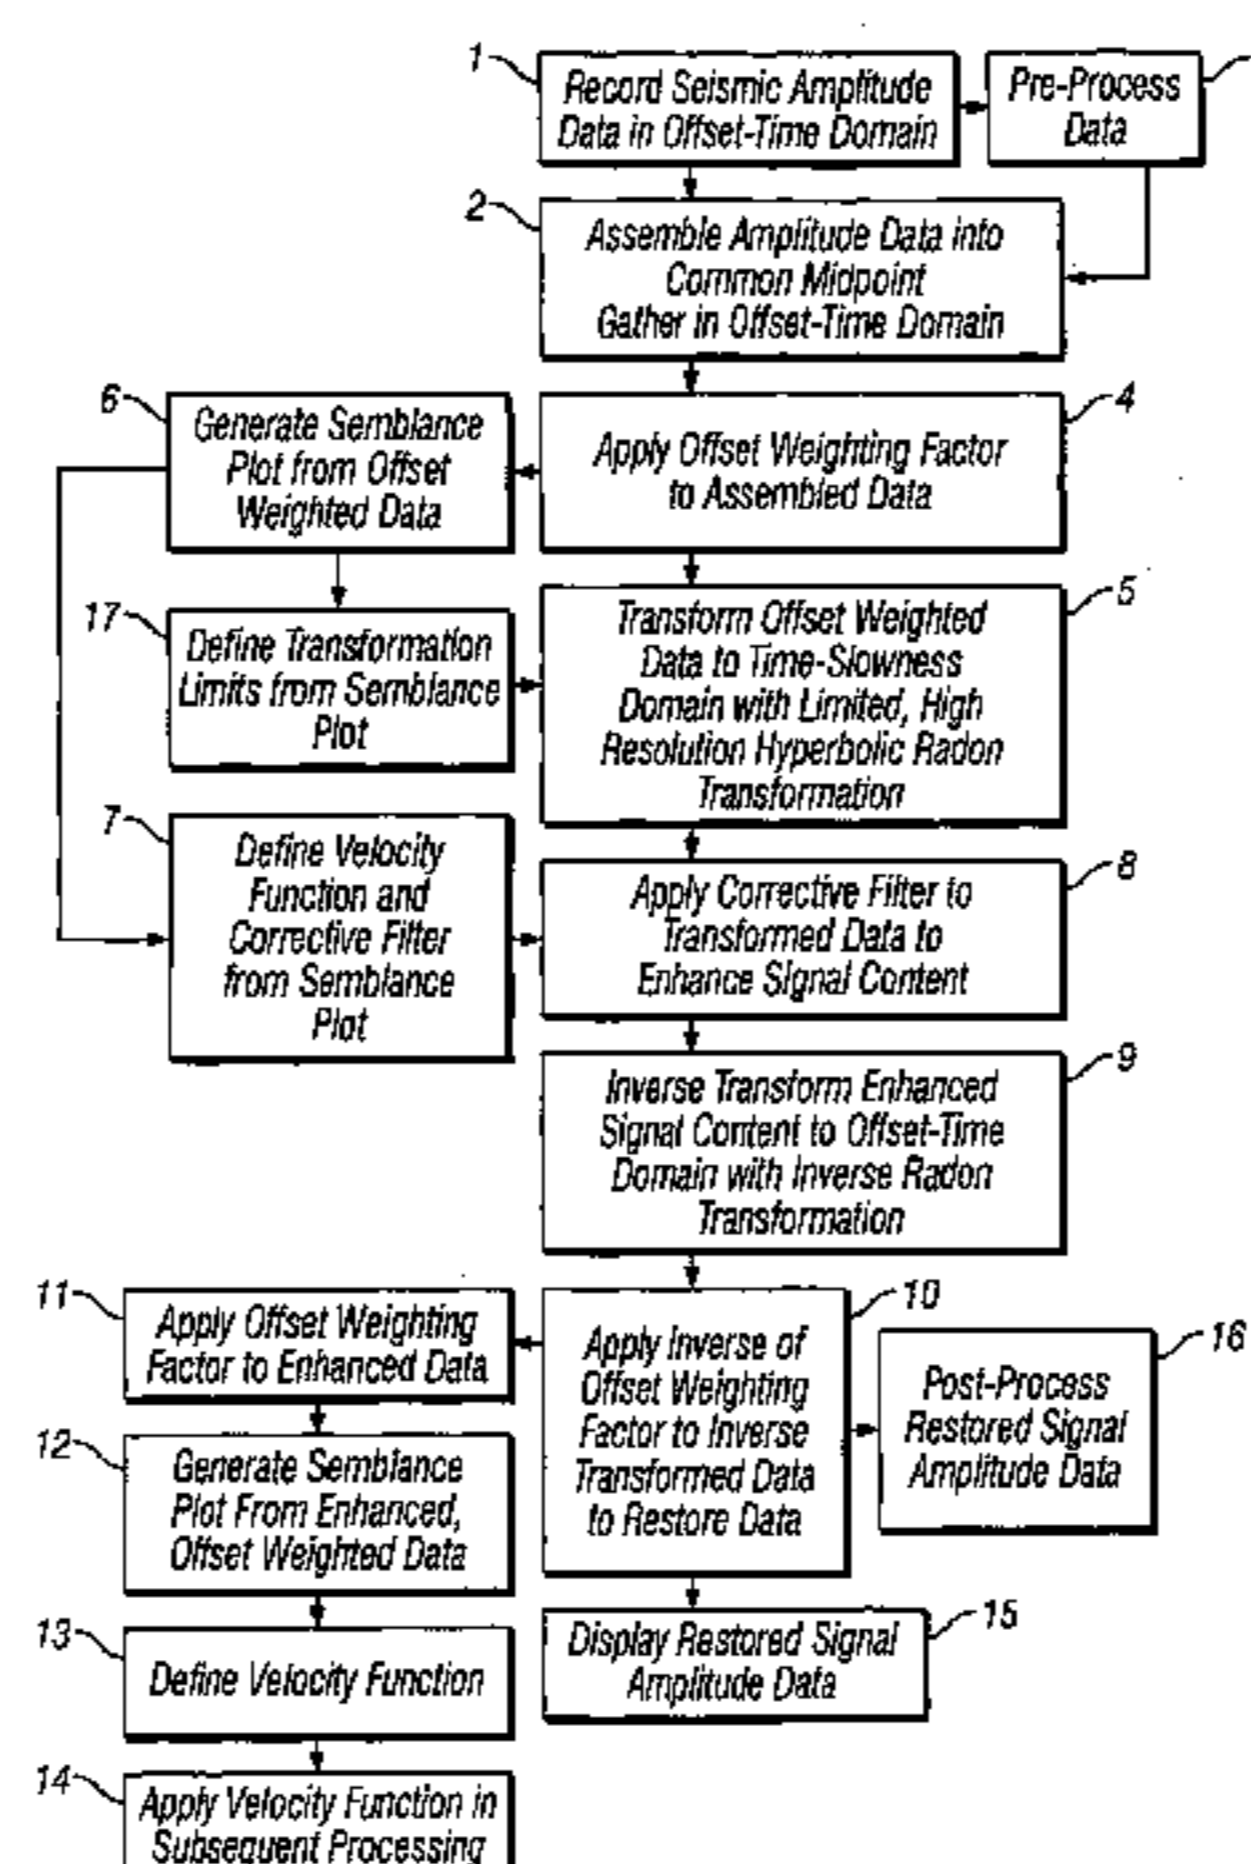 1
Record Seismic Amplitude
Data in Offset-Time Domain
Pre-Process
Data
2
Assemble Amplitude Data into
Common Midpoint
Gather in Offset-Time Domain
6
Generate Semblance
Plot from Offset
Weighted Data
4
Apply Offset Weighting Factor
to Assembled Data
17
Define Transformation
Limits from Semblance
Plot
5
Transform Offset Weighted
Data to Time-Slowness
Domain with Limited, High
Resolution Hyperbolic Radon
Transformation
7
Define Velocity
Function and
Corrective Filter
from Semblance
Plot
8
Apply Corrective Filter to
Transformed Data to
Enhance Signal Content
9
Inverse Transform Enhanced
Signal Content to Offset-Time
Domain with Inverse Radon
Transformation
11
Apply Offset Weighting
Factor to Enhanced Data
10
Apply Inverse of
Offset Weighting
Factor to Inverse
Transformed Data
to Restore Data
16
Post-Process
Restored Signal
Amplitude Data
12
Generate Semblance
Plot From Enhanced,
Offset Weighted Data
13
Define Velocity Function
15
Display Restored Signal
Amplitude Data
14
Apply Velocity Function in
Subsequent Processing